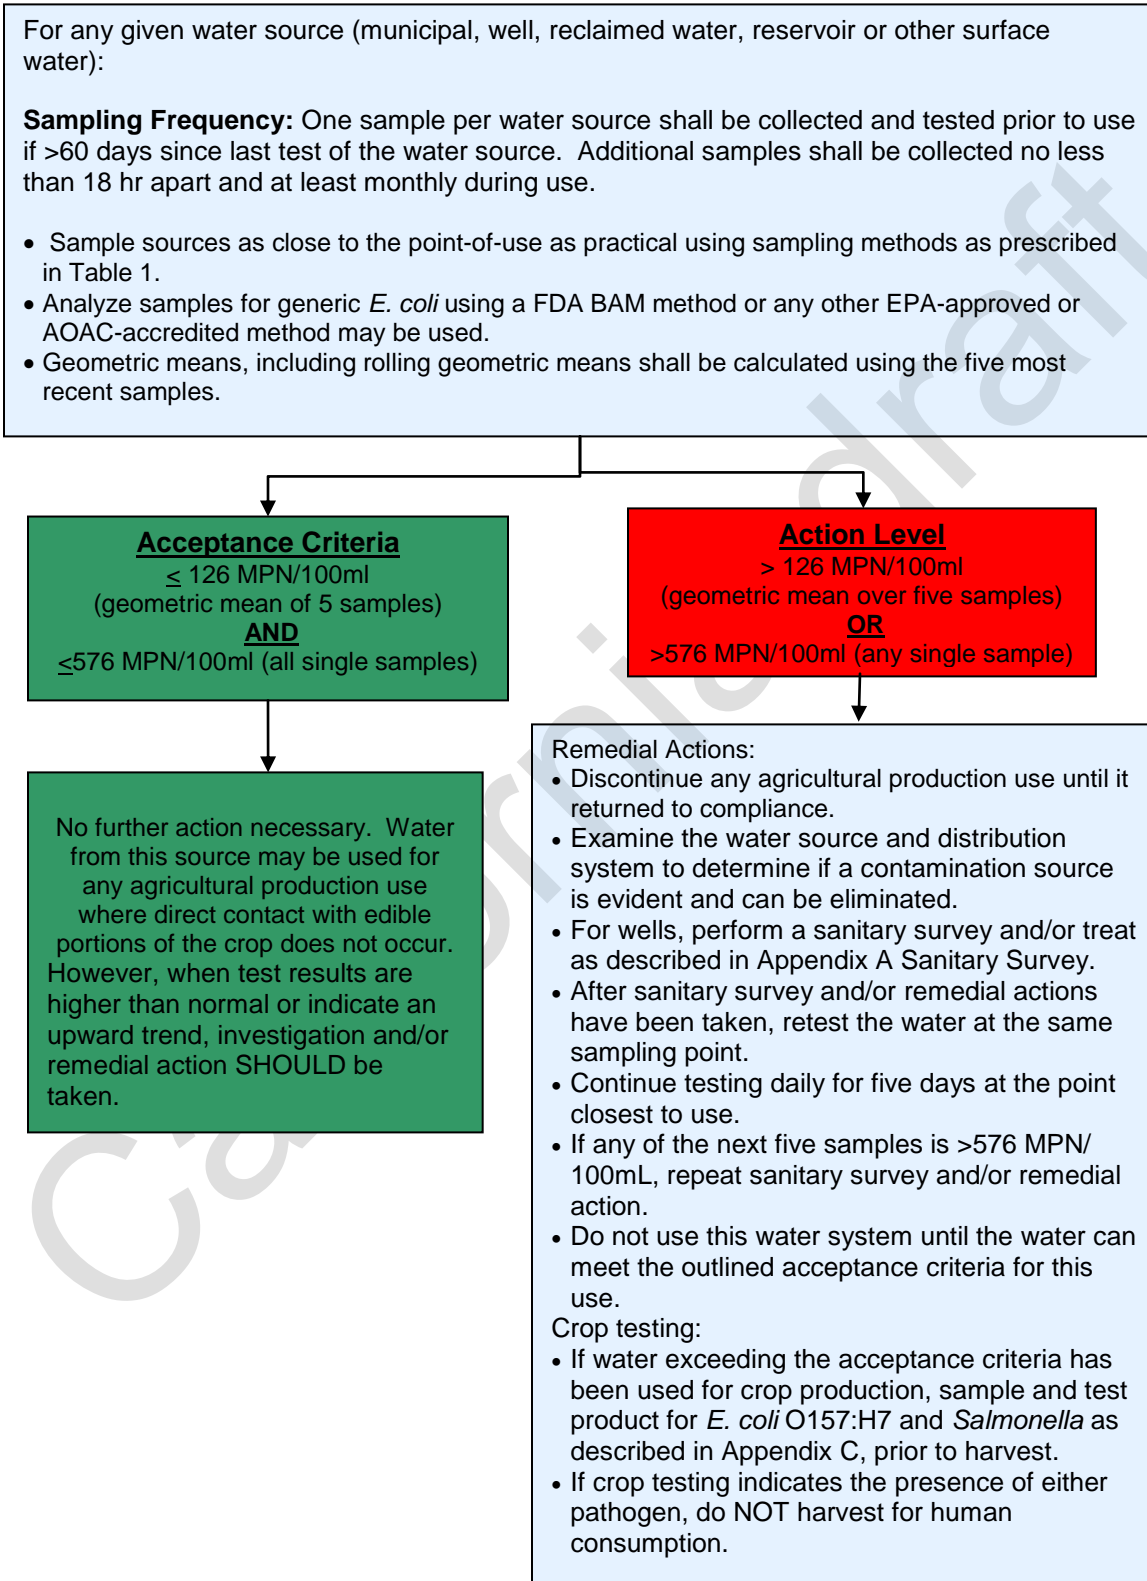 For any given water source (municipal, well, reclaimed water, reservoir or other surface
water):
Sampling Frequency: One sample per water source shall be collected and tested prior to use
if >60 days since last test of the water source.  Additional samples shall be collected no less
than 18 hr apart and at least monthly during use.
• Sample sources as close to the point-of-use as practical using sampling methods as prescribed
in Table 1.
• Analyze samples for generic E. coli using a FDA BAM method or any other EPA-approved or
AOAC-accredited method may be used.
• Geometric means, including rolling geometric means shall be calculated using the five most
recent samples.
Acceptance Criteria
≤ 126 MPN/100ml
(geometric mean of 5 samples)
AND
≤576 MPN/100ml (all single samples)
Action Level
> 126 MPN/100ml
(geometric mean over five samples)
OR
>576 MPN/100ml (any single sample)
No further action necessary.  Water
from this source may be used for
any agricultural production use
where direct contact with edible
portions of the crop does not occur.
However, when test results are
higher than normal or indicate an
upward trend, investigation and/or
remedial action SHOULD be
taken.
Remedial Actions:
• Discontinue any agricultural production use until it
returned to compliance.
• Examine the water source and distribution
system to determine if a contamination source
is evident and can be eliminated.
• For wells, perform a sanitary survey and/or treat
as described in Appendix A Sanitary Survey.
• After sanitary survey and/or remedial actions
have been taken, retest the water at the same
sampling point.
• Continue testing daily for five days at the point
closest to use.
• If any of the next five samples is >576 MPN/
100mL, repeat sanitary survey and/or remedial
action.
• Do not use this water system until the water can
meet the outlined acceptance criteria for this
use.
Crop testing:
• If water exceeding the acceptance criteria has
been used for crop production, sample and test
product for E. coli O157:H7 and Salmonella as
described in Appendix C, prior to harvest.
• If crop testing indicates the presence of either
pathogen, do NOT harvest for human
consumption.
California draft